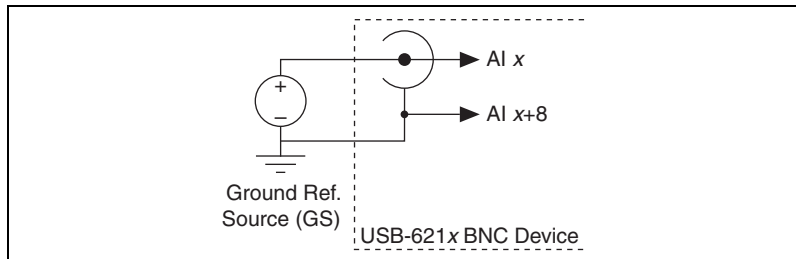 AI x
+
–
AI x+8
Ground Ref.
Source (GS)
USB-621x BNC Device